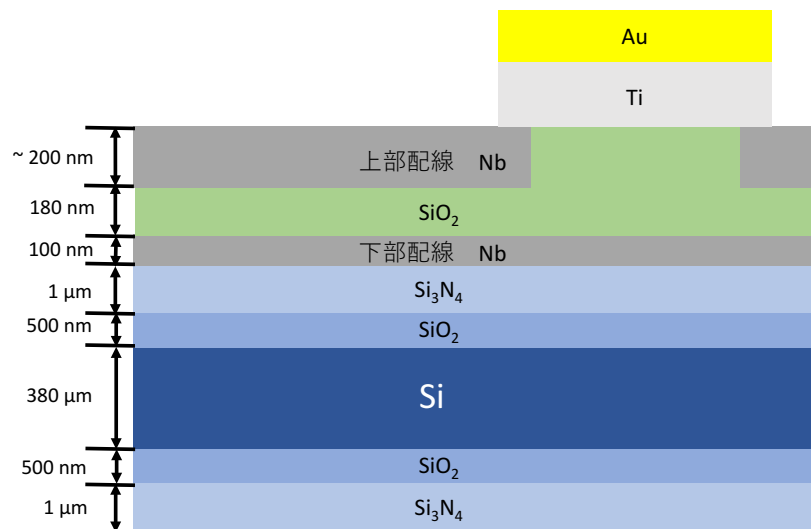 Au
Ti
~ 200 nm
上部配線 Nb
180 nm
SiO₂
100 nm
下部配線 Nb
1 µm
Si₃N₄
500 nm
SiO₂
380 µm
Si
500 nm
SiO₂
1 µm
Si₃N₄